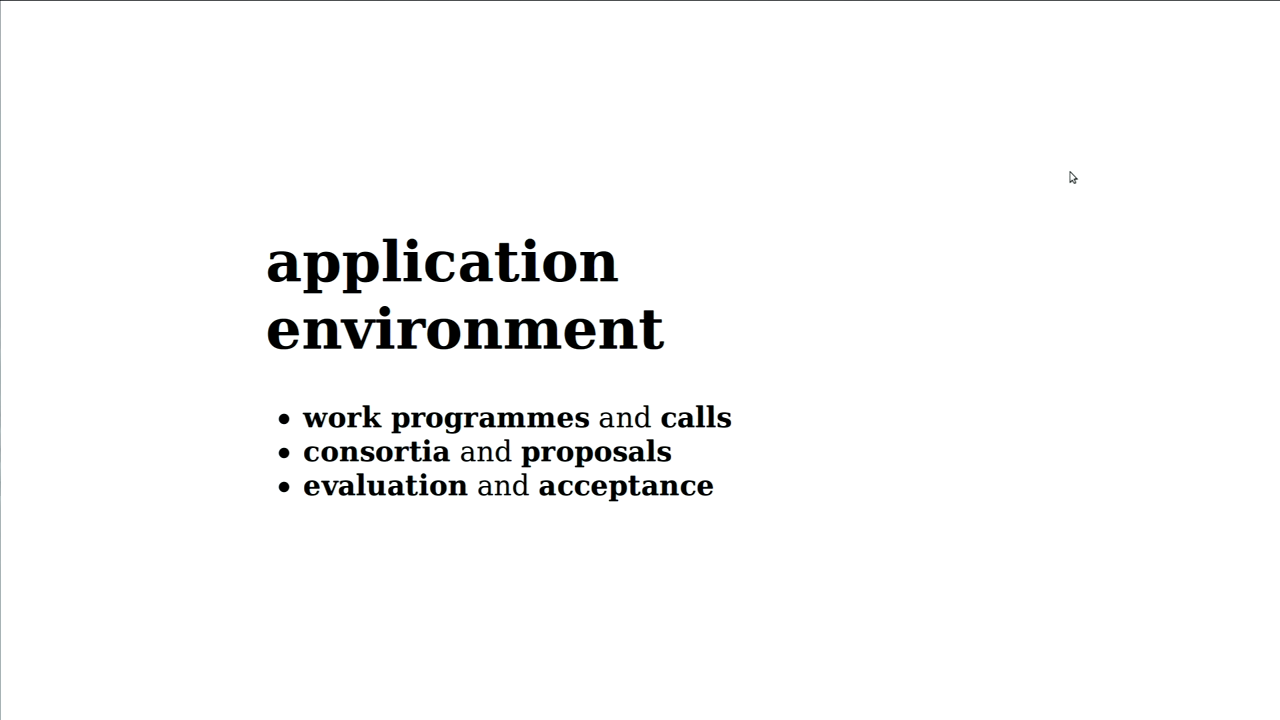 application
environment
• work programmes and calls
• consortia and proposals
• evaluation and acceptance